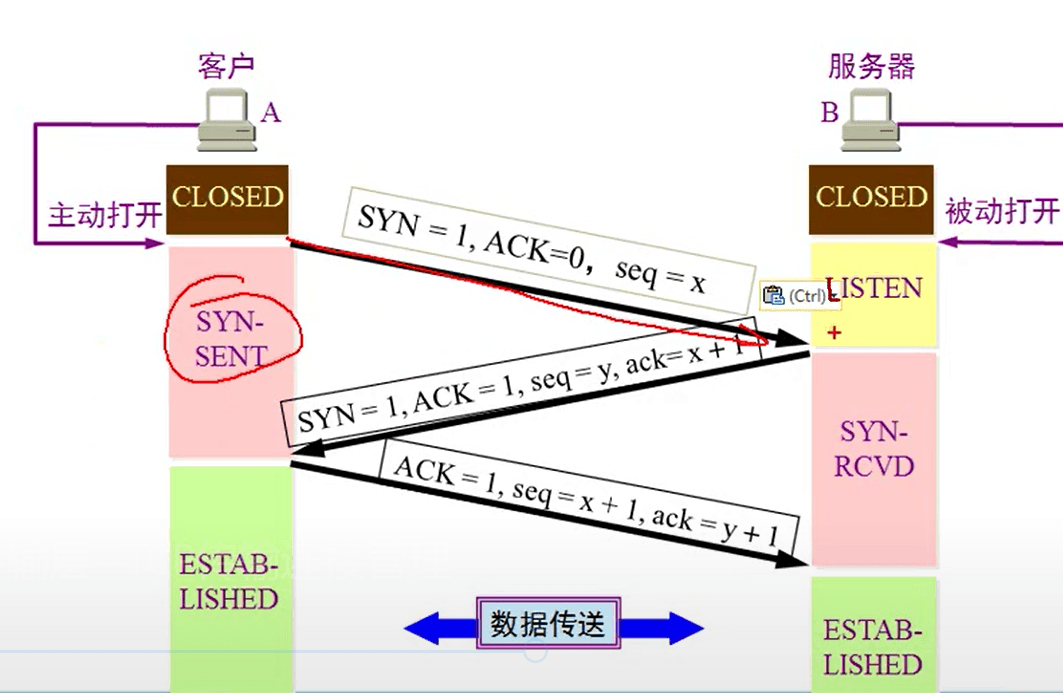 客户
服务器
A
B
CLOSED
CLOSED
主动打开
被动打开
SYN = 1, ACK=0，seq = x
(Ctrl)
LISTEN
SYN-
SENT
SYN = 1, ACK = 1, seq = y, ack= x + 1
SYN-
RCVD
ACK = 1, seq = x + 1, ack = y + 1
ESTAB-
LISHED
数据传送
ESTAB-
LISHED